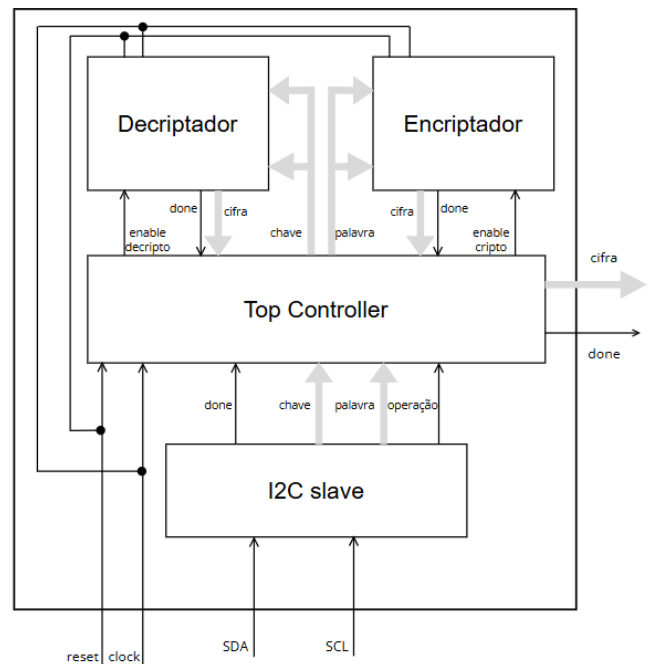 Decriptador
Encriptador
done
cifra
enable
decripto
chave
palavra
cifra
done
enable
cripto
Top Controller
cifra
done
done
chave
palavra
operação
I2C slave
SDA
SCL
reset
clock